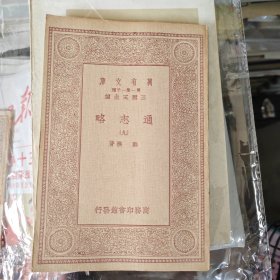 萬有文庫
第一集一千種
王雲五主編
通志略
(九)
鄭樵著
商務印書館發行